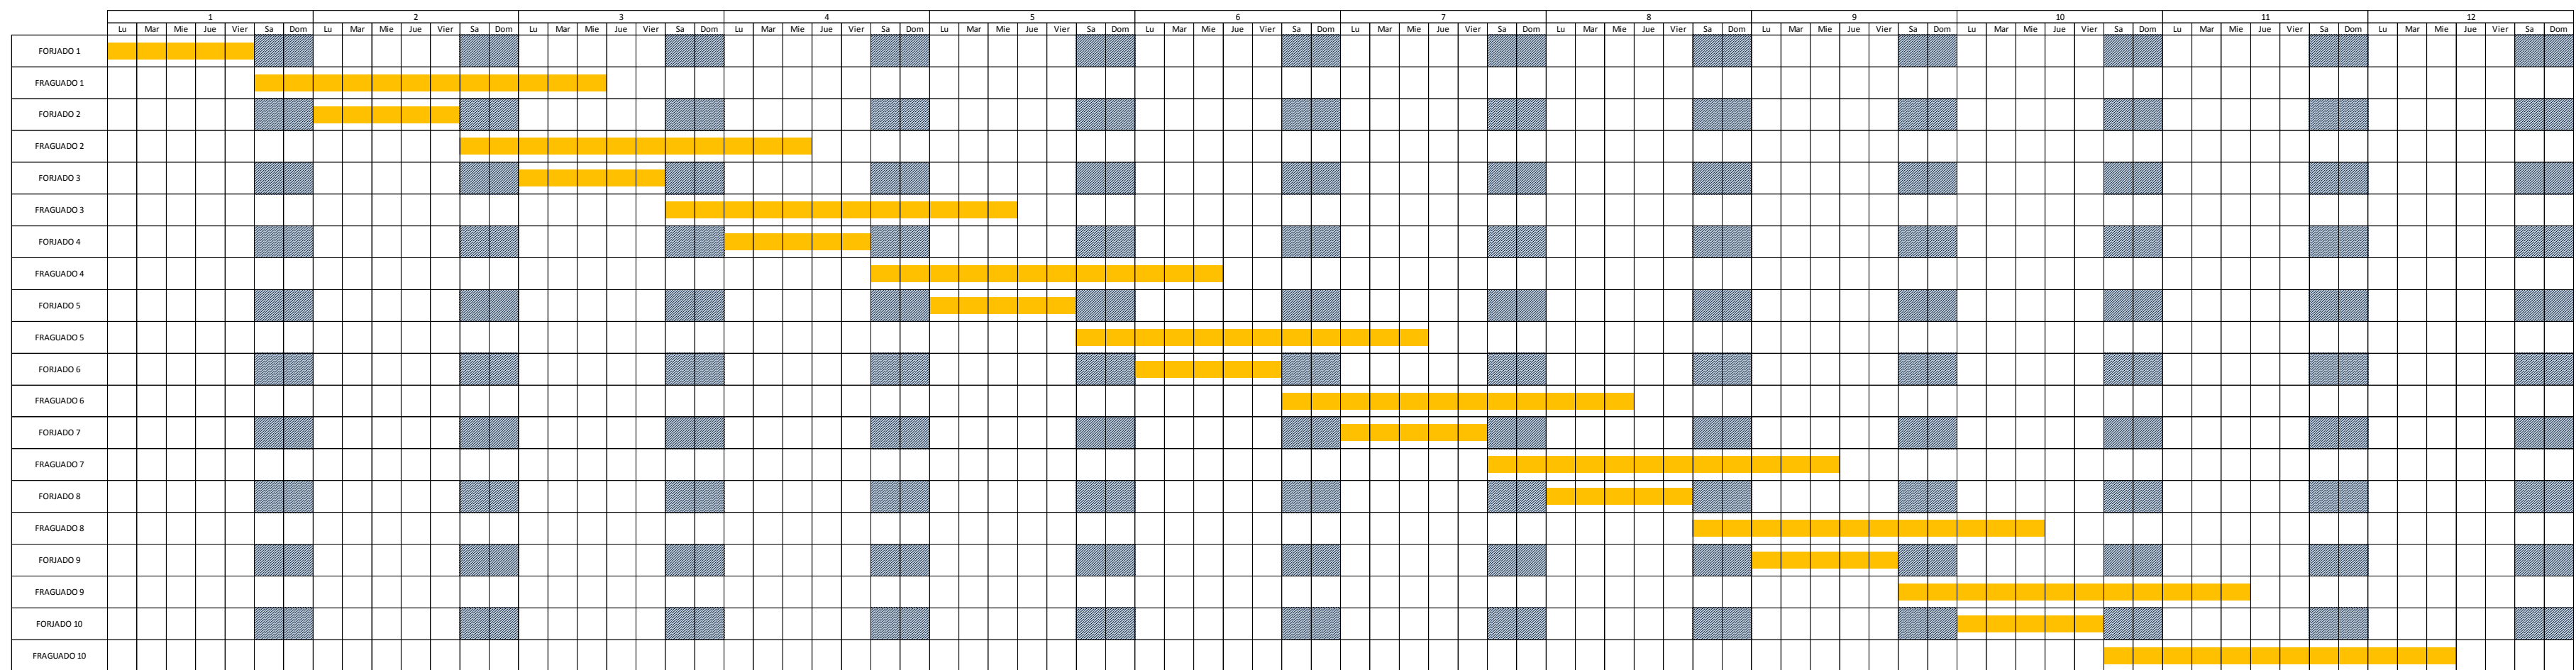 1 2 3 4 5 6 7 8 9 10 11 12
Lu Mar Mie Jue Vier Sa Dom Lu Mar Mie Jue Vier Sa Dom Lu Mar Mie Jue Vier Sa Dom Lu Mar Mie Jue Vier Sa Dom Lu Mar Mie Jue Vier Sa Dom Lu Mar Mie Jue Vier Sa Dom Lu Mar Mie Jue Vier Sa Dom Lu Mar Mie Jue Vier Sa Dom Lu Mar Mie Jue Vier Sa Dom Lu Mar Mie Jue Vier Sa Dom Lu Mar Mie Jue Vier Sa Dom Lu Mar Mie Jue Vier Sa Dom
FORJADO 1
FRAGUADO 1
FORJADO 2
FRAGUADO 2
FORJADO 3
FRAGUADO 3
FORJADO 4
FRAGUADO 4
FORJADO 5
FRAGUADO 5
FORJADO 6
FRAGUADO 6
FORJADO 7
FRAGUADO 7
FORJADO 8
FRAGUADO 8
FORJADO 9
FRAGUADO 9
FORJADO 10
FRAGUADO 10